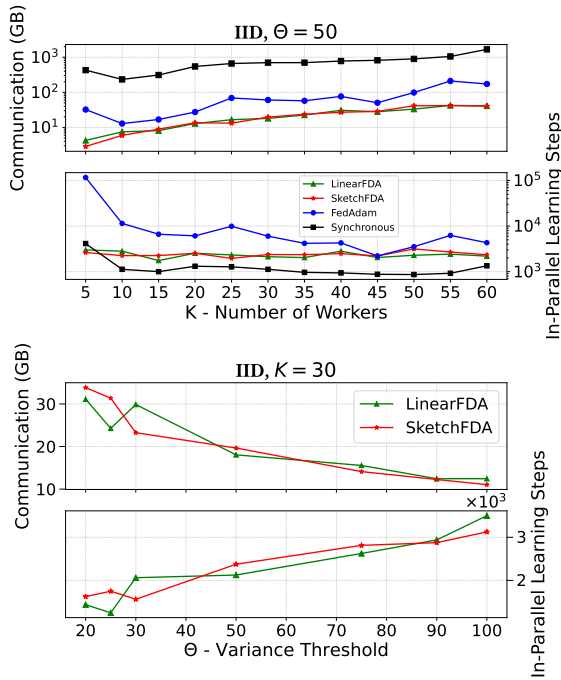 IID, Θ = 50
Communication (GB)
10³
10²
10¹
In-Parallel Learning Steps
10⁵
10⁴
10³
LinearFDA
SketchFDA
FedAdam
Synchronous
5 10 15 20 25 30 35 40 45 50 55 60
K - Number of Workers
IID, K = 30
Communication (GB)
30
20
10
LinearFDA
SketchFDA
×10³
In-Parallel Learning Steps
3
2
20 30 40 50 60 70 80 90 100
Θ - Variance Threshold